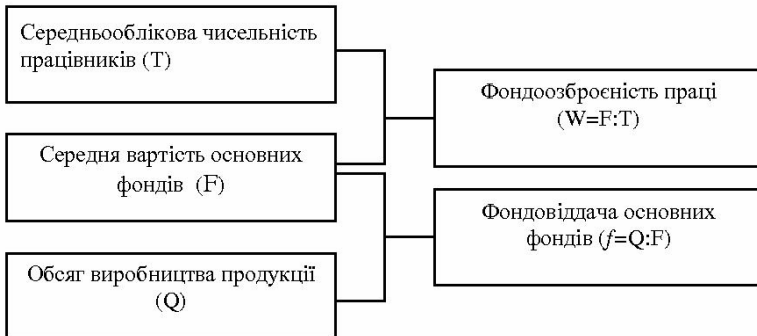 Середньооблікова чисельність
працівників (Т)
Фондоозброєність праці
(W=F:T)
Середня вартість основних
фондів (F)
Фондовіддача основних
фондів (f=Q:F)
Обсяг виробництва продукції
(Q)